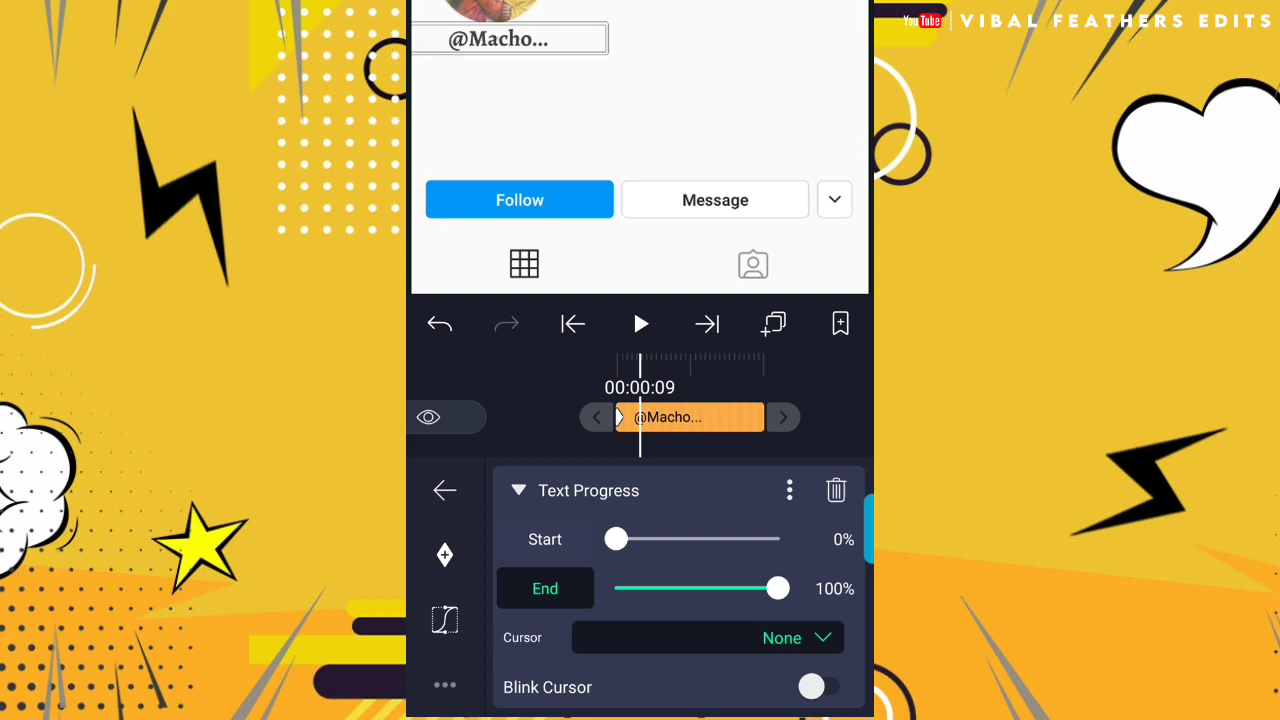 YouTube | VIBAL FEATHERS EDITS
@Macho...
Follow
Message
00:00:09
@Macho...
Text Progress
Start
0%
End
100%
Cursor
None
Blink Cursor